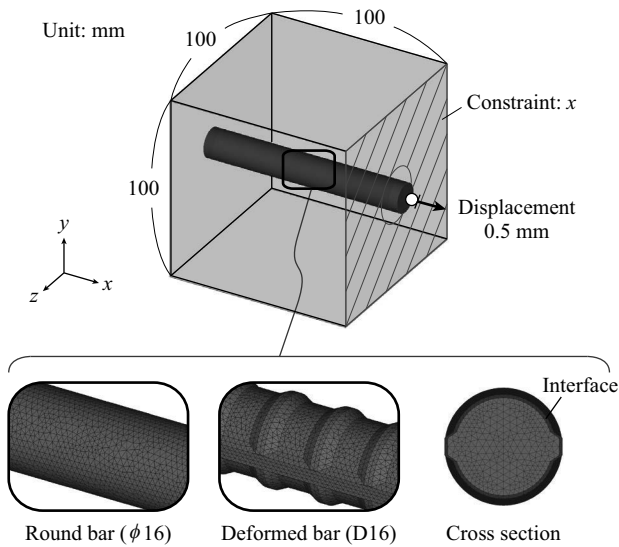 Unit: mm
100
100
100
Constraint: x
Displacement
0.5 mm
y
x
z
Interface
Round bar (ϕ16)
Deformed bar (D16)
Cross section